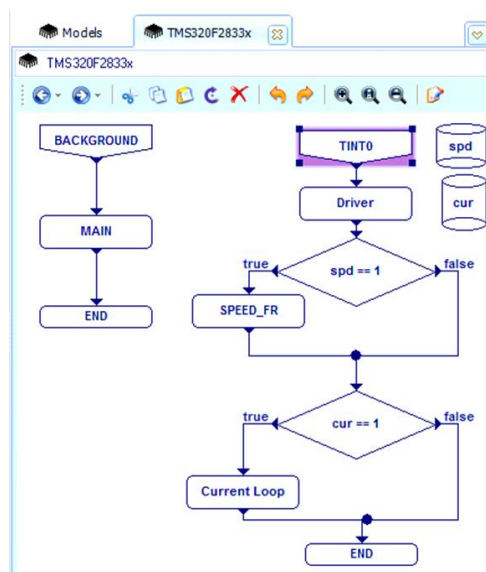 Models
TMS320F2833x
TMS320F2833x
BACKGROUND
MAIN
END
TINT0
spd
cur
Driver
true
spd == 1
false
SPEED_FR
true
cur == 1
false
Current Loop
END